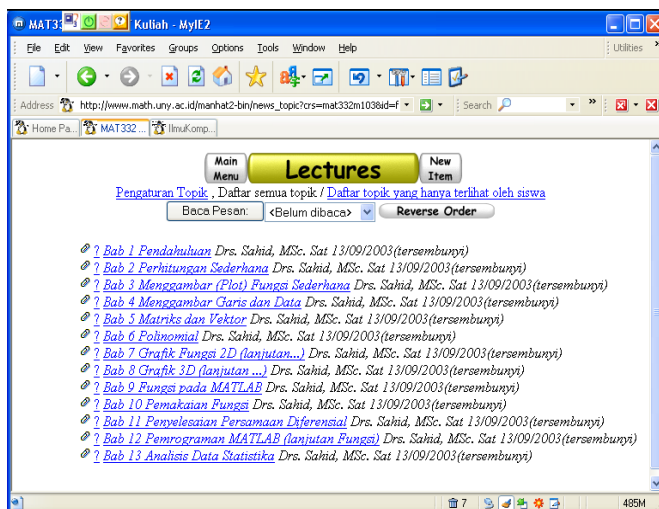 MAT33 Kuliah - MyIE2
File Edit View Favorites Groups Options Tools Window Help Utilities »
Address http://www.math.uny.ac.id/manhat2-bin/news_topic?crs=mat332m103&id=f Search »
Home Pa... MAT332 ... IlmuKomp...
Main Menu Lectures New Item
Pengaturan Topik , Daftar semua topik / Daftar topik yang hanya terlihat oleh siswa
Baca Pesan: <Belum dibaca> Reverse Order
? Bab 1 Pendahuluan Drs. Sahid, MSc. Sat 13/09/2003(tersembunyi)
? Bab 2 Perhitungan Sederhana Drs. Sahid, MSc. Sat 13/09/2003(tersembunyi)
? Bab 3 Menggambar (Plot) Fungsi Sederhana Drs. Sahid, MSc. Sat 13/09/2003(tersembunyi)
? Bab 4 Menggambar Garis dan Data Drs. Sahid, MSc. Sat 13/09/2003(tersembunyi)
? Bab 5 Matriks dan Vektor Drs. Sahid, MSc. Sat 13/09/2003(tersembunyi)
? Bab 6 Polinomial Drs. Sahid, MSc. Sat 13/09/2003(tersembunyi)
? Bab 7 Grafik Fungsi 2D (lanjutan...) Drs. Sahid, MSc. Sat 13/09/2003(tersembunyi)
? Bab 8 Grafik 3D (lanjutan ...) Drs. Sahid, MSc. Sat 13/09/2003(tersembunyi)
? Bab 9 Fungsi pada MATLAB Drs. Sahid, MSc. Sat 13/09/2003(tersembunyi)
? Bab 10 Pemakaian Fungsi Drs. Sahid, MSc. Sat 13/09/2003(tersembunyi)
? Bab 11 Penyelesaian Persamaan Diferensial Drs. Sahid, MSc. Sat 13/09/2003(tersembunyi)
? Bab 12 Pemrograman MATLAB (lanjutan Fungsi) Drs. Sahid, MSc. Sat 13/09/2003(tersembunyi)
? Bab 13 Analisis Data Statistika Drs. Sahid, MSc. Sat 13/09/2003(tersembunyi)
7 485M